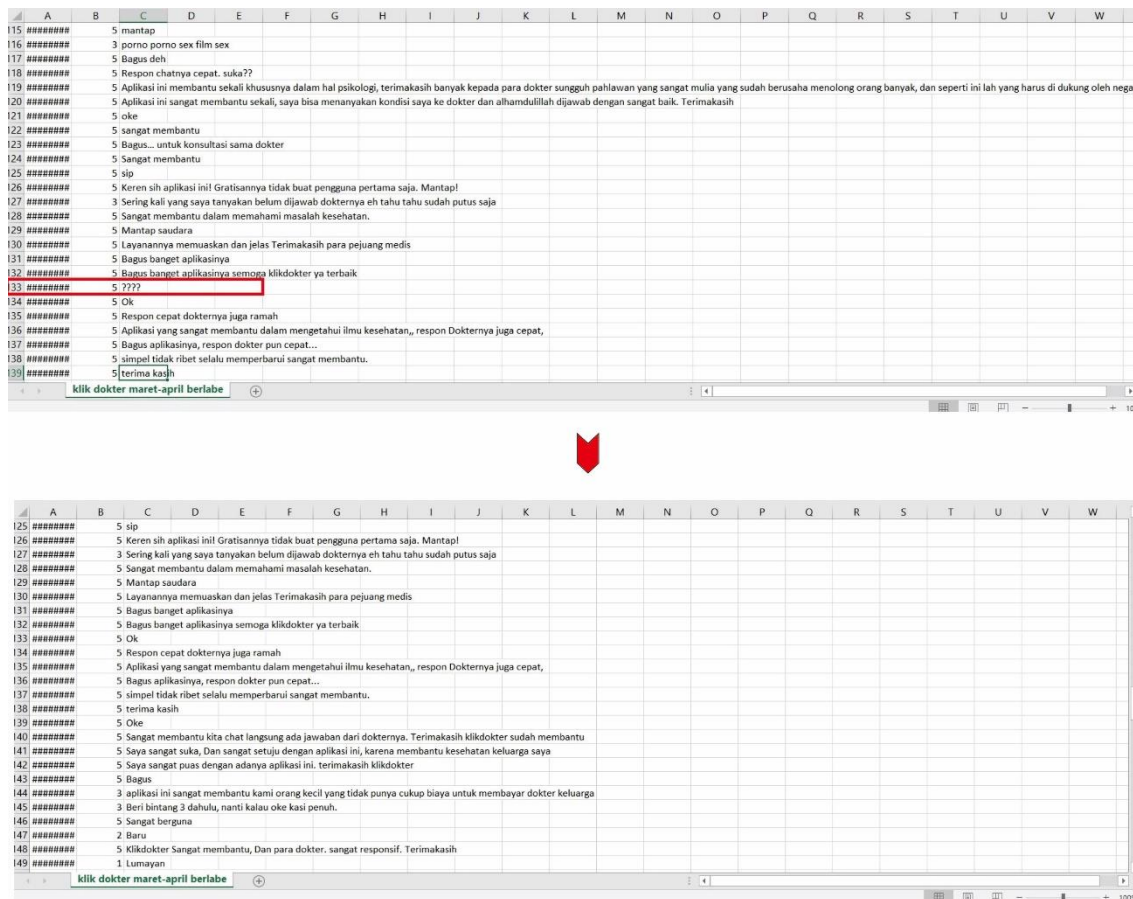 A B C D E F G H I J K L M N O P Q R S T U V W
115 ######## 5 mantap
116 ######## 3 porno porno sex film sex
117 ######## 5 Bagus deh
118 ######## 5 Respon chatnya cepat. suka??
119 ######## 5 Aplikasi ini membantu sekali khususnya dalam hal psikologi, terimakasih banyak kepada para dokter sungguh pahlawan yang sangat mulia yang sudah berusaha menolong orang banyak, dan seperti ini lah yang harus di dukung oleh nega
120 ######## 5 Aplikasi ini sangat membantu sekali, saya bisa menanyakan kondisi saya ke dokter dan alhamdulillah dijawab dengan sangat baik. Terimakasih
121 ######## 5 oke
122 ######## 5 sangat membantu
123 ######## 5 Bagus... untuk konsultasi sama dokter
124 ######## 5 Sangat membantu
125 ######## 5 sip
126 ######## 5 Keren sih aplikasi ini! Gratisannya tidak buat pengguna pertama saja. Mantap!
127 ######## 3 Sering kali yang saya tanyakan belum dijawab dokternya eh tahu tahu sudah putus saja
128 ######## 5 Sangat membantu dalam memahami masalah kesehatan.
129 ######## 5 Mantap saudara
130 ######## 5 Layanannya memuaskan dan jelas Terimakasih para pejuang medis
131 ######## 5 Bagus banget aplikasinya
132 ######## 5 Bagus banget aplikasinya semoga klikdokter ya terbaik
133 ######## 5 ????
134 ######## 5 Ok
135 ######## 5 Respon cepat dokternya juga ramah
136 ######## 5 Aplikasi yang sangat membantu dalam mengetahui ilmu kesehatan,, respon Dokternya juga cepat,
137 ######## 5 Bagus aplikasinya, respon dokter pun cepat...
138 ######## 5 simpel tidak ribet selalu memperbarui sangat membantu.
139 ######## 5 terima kasih
klik dokter maret-april berlabe
A B C D E F G H I J K L M N O P Q R S T U V W
125 ######## 5 sip
126 ######## 5 Keren sih aplikasi ini! Gratisannya tidak buat pengguna pertama saja. Mantap!
127 ######## 3 Sering kali yang saya tanyakan belum dijawab dokternya eh tahu tahu sudah putus saja
128 ######## 5 Sangat membantu dalam memahami masalah kesehatan.
129 ######## 5 Mantap saudara
130 ######## 5 Layanannya memuaskan dan jelas Terimakasih para pejuang medis
131 ######## 5 Bagus banget aplikasinya
132 ######## 5 Bagus banget aplikasinya semoga klikdokter ya terbaik
133 ######## 5 Ok
134 ######## 5 Respon cepat dokternya juga ramah
135 ######## 5 Aplikasi yang sangat membantu dalam mengetahui ilmu kesehatan,, respon Dokternya juga cepat,
136 ######## 5 Bagus aplikasinya, respon dokter pun cepat...
137 ######## 5 simpel tidak ribet selalu memperbarui sangat membantu.
138 ######## 5 terima kasih
139 ######## 5 Oke
140 ######## 5 Sangat membantu kita chat langsung ada jawaban dari dokternya. Terimakasih klikdokter sudah membantu
141 ######## 5 Saya sangat suka, Dan sangat setuju dengan aplikasi ini, karena membantu kesehatan keluarga saya
142 ######## 5 Saya sangat puas dengan adanya aplikasi ini. terimakasih klikdokter
143 ######## 5 Bagus
144 ######## 3 aplikasi ini sangat membantu kami orang kecil yang tidak punya cukup biaya untuk membayar dokter keluarga
145 ######## 3 Beri bintang 3 dahulu, nanti kalau oke kasi penuh.
146 ######## 5 Sangat berguna
147 ######## 2 Baru
148 ######## 5 Klikdokter Sangat membantu, Dan para dokter. sangat responsif. Terimakasih
149 ######## 1 Lumayan
klik dokter maret-april berlabe
100%